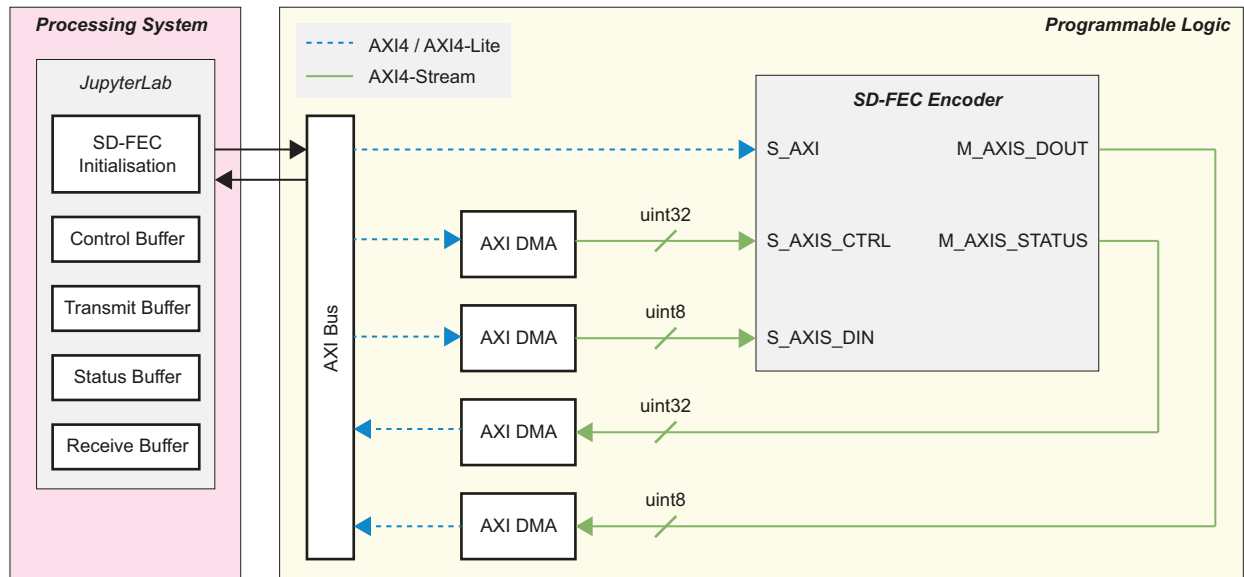 Processing System
JupyterLab
SD-FEC
Initialisation
Control Buffer
Transmit Buffer
Status Buffer
Receive Buffer
Programmable Logic
AXI4 / AXI4-Lite
AXI4-Stream
AXI Bus
SD-FEC Encoder
S_AXI
M_AXIS_DOUT
uint32
AXI DMA
S_AXIS_CTRL
M_AXIS_STATUS
uint8
AXI DMA
S_AXIS_DIN
uint32
AXI DMA
uint8
AXI DMA